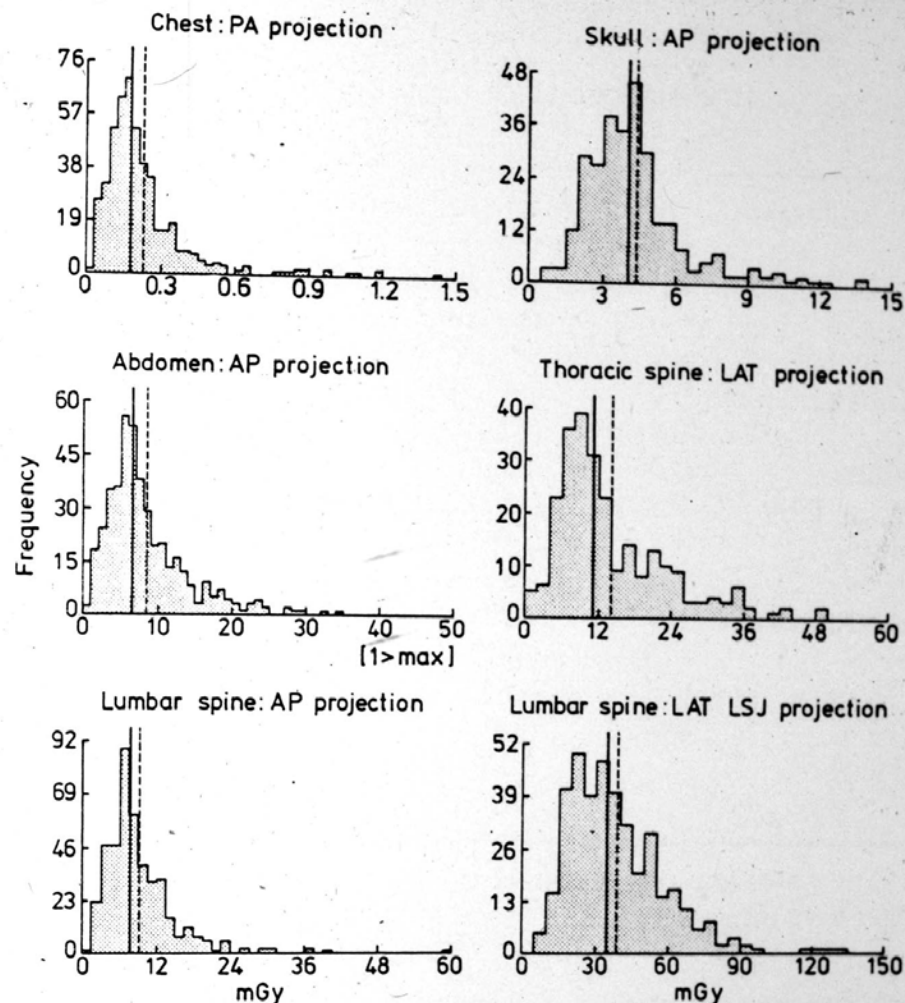 Chest: PA projection
76
57
38
19
0
0 0.3 0.6 0.9 1.2 1.5
Skull: AP projection
48
36
24
12
0
0 3 6 9 12 15
Abdomen: AP projection
60
45
30
15
0
0 10 20 30 40 50
[1>max]
Frequency
Thoracic spine: LAT projection
40
30
20
10
0
0 12 24 36 48 60
Lumbar spine: AP projection
92
69
46
23
0
0 12 24 36 48 60
mGy
Lumbar spine: LAT LSJ projection
52
39
26
13
0
0 30 60 90 120 150
mGy